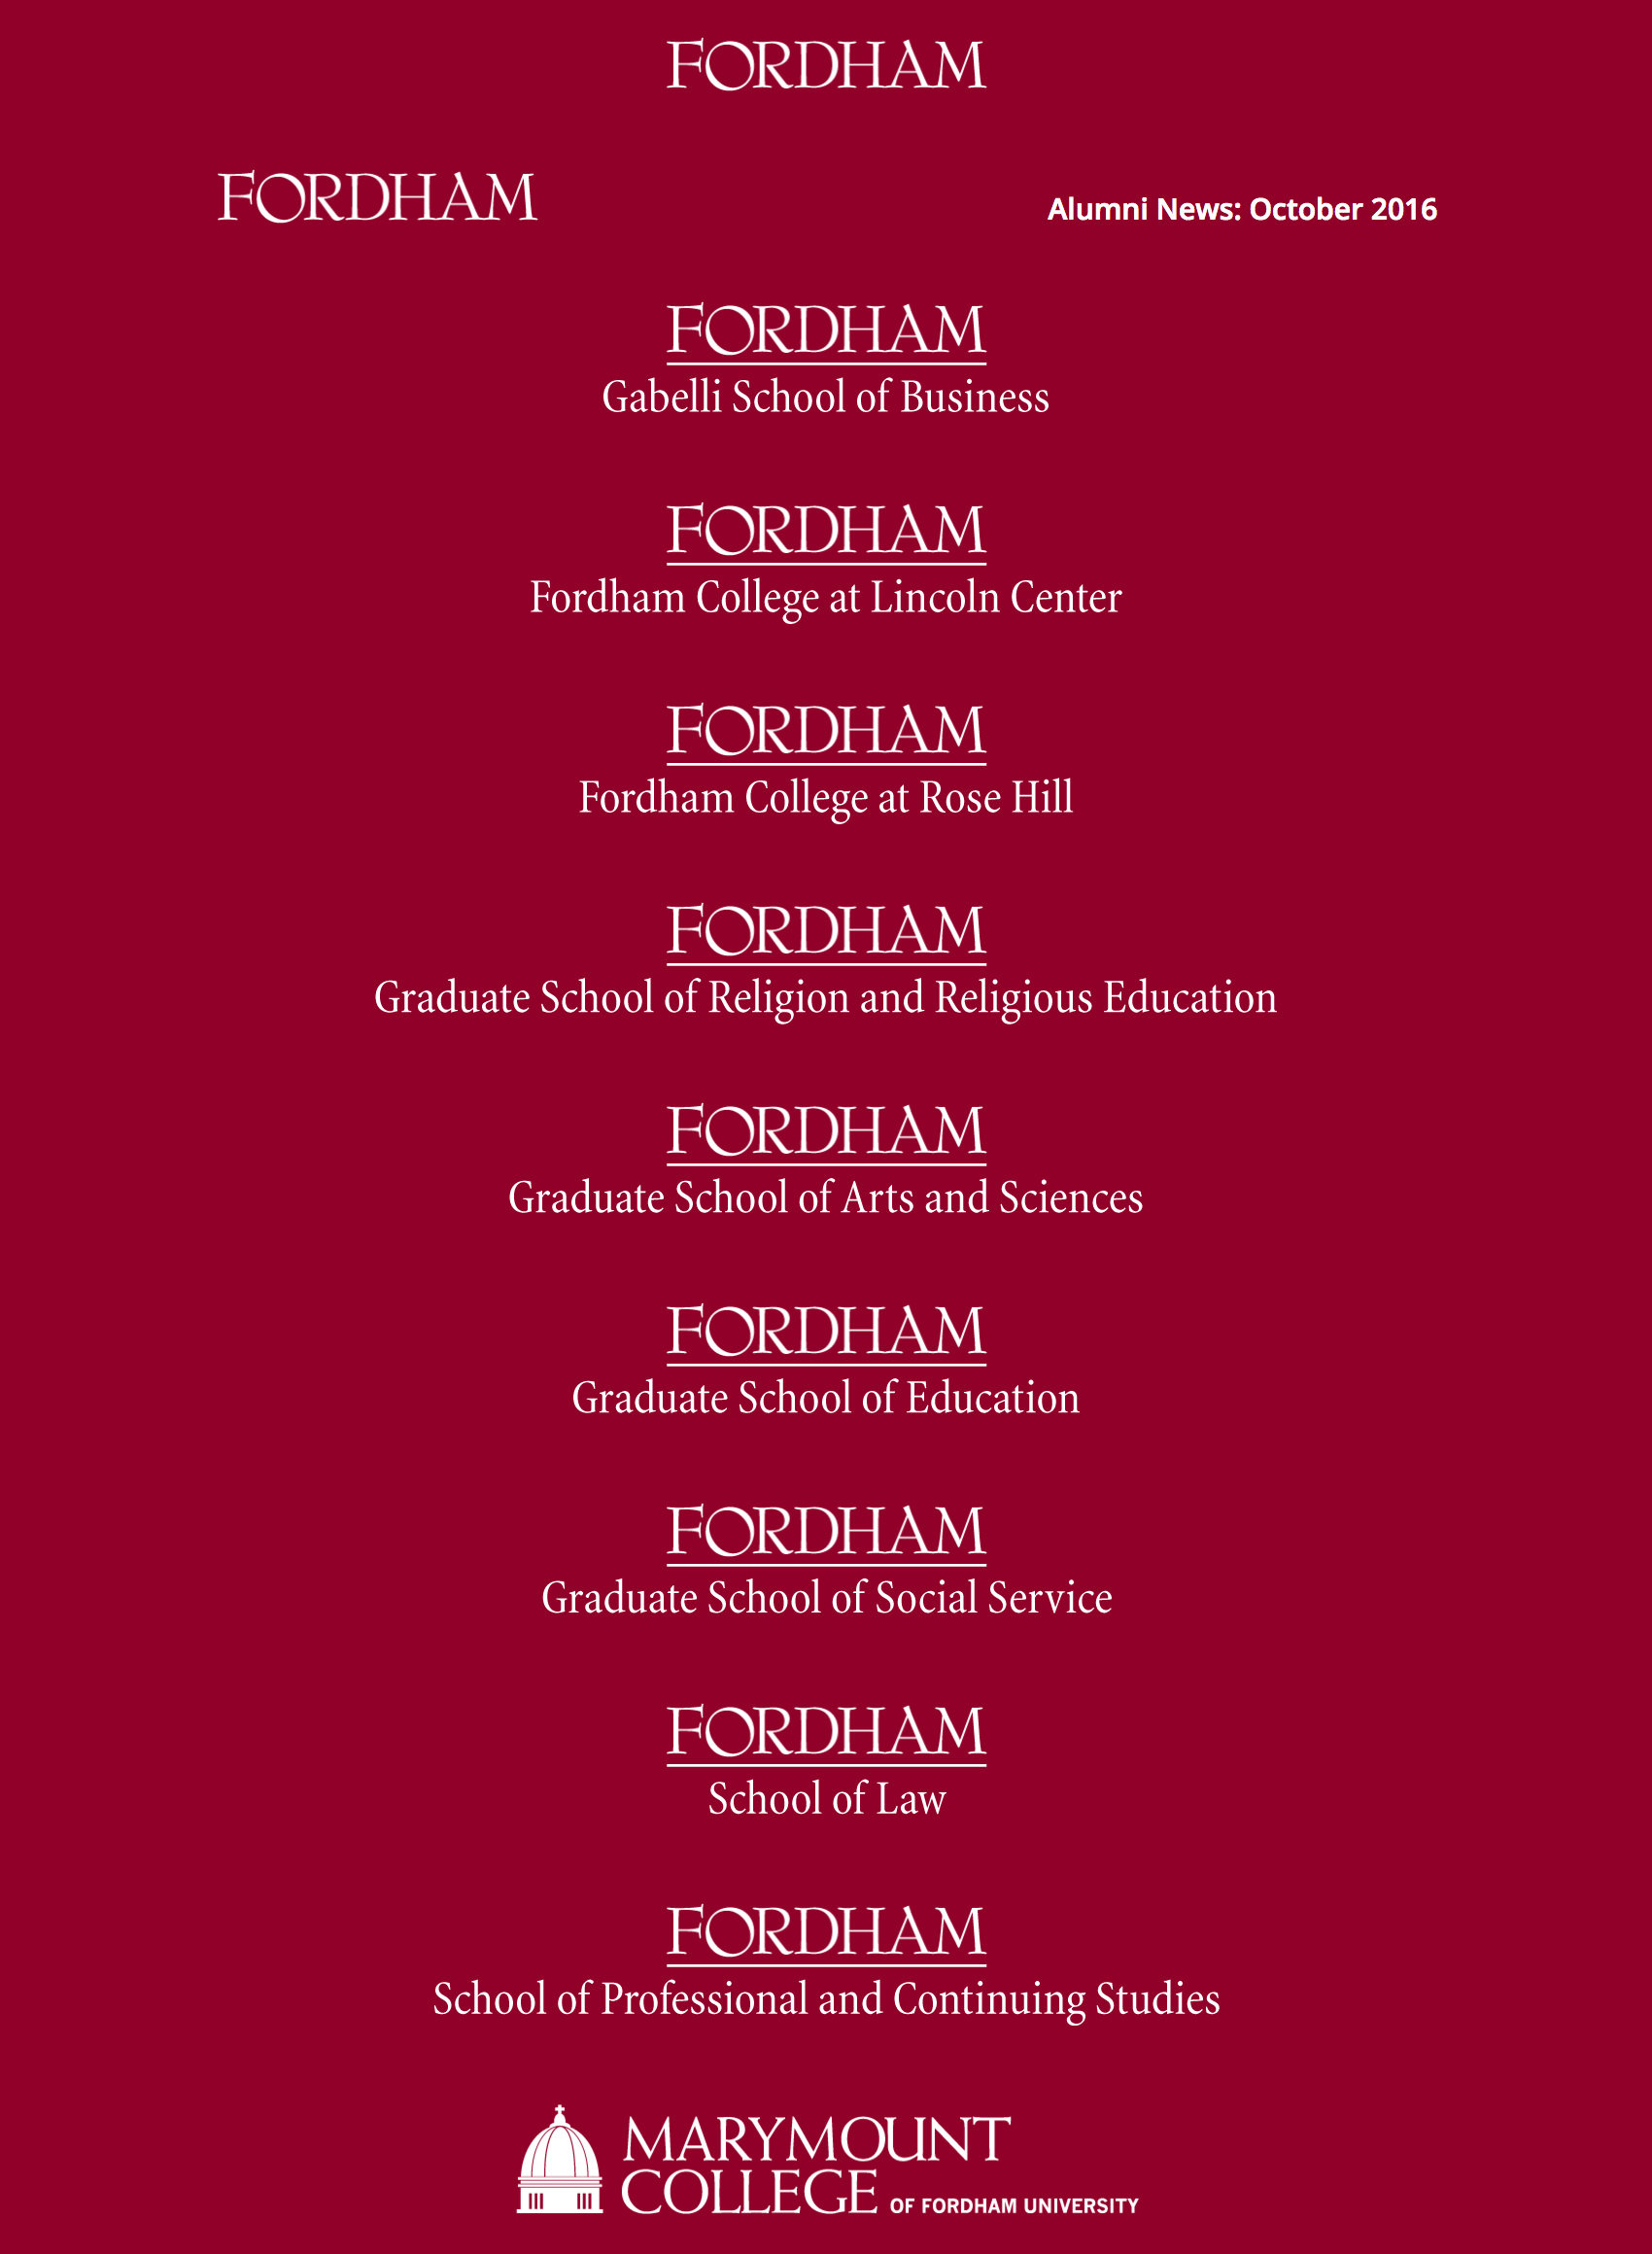 FORDHAM
FORDHAM Alumni News: October 2016
FORDHAM
Gabelli School of Business
FORDHAM
Fordham College at Lincoln Center
FORDHAM
Fordham College at Rose Hill
FORDHAM
Graduate School of Religion and Religious Education
FORDHAM
Graduate School of Arts and Sciences
FORDHAM
Graduate School of Education
FORDHAM
Graduate School of Social Service
FORDHAM
School of Law
FORDHAM
School of Professional and Continuing Studies
MARYMOUNT
COLLEGE OF FORDHAM UNIVERSITY